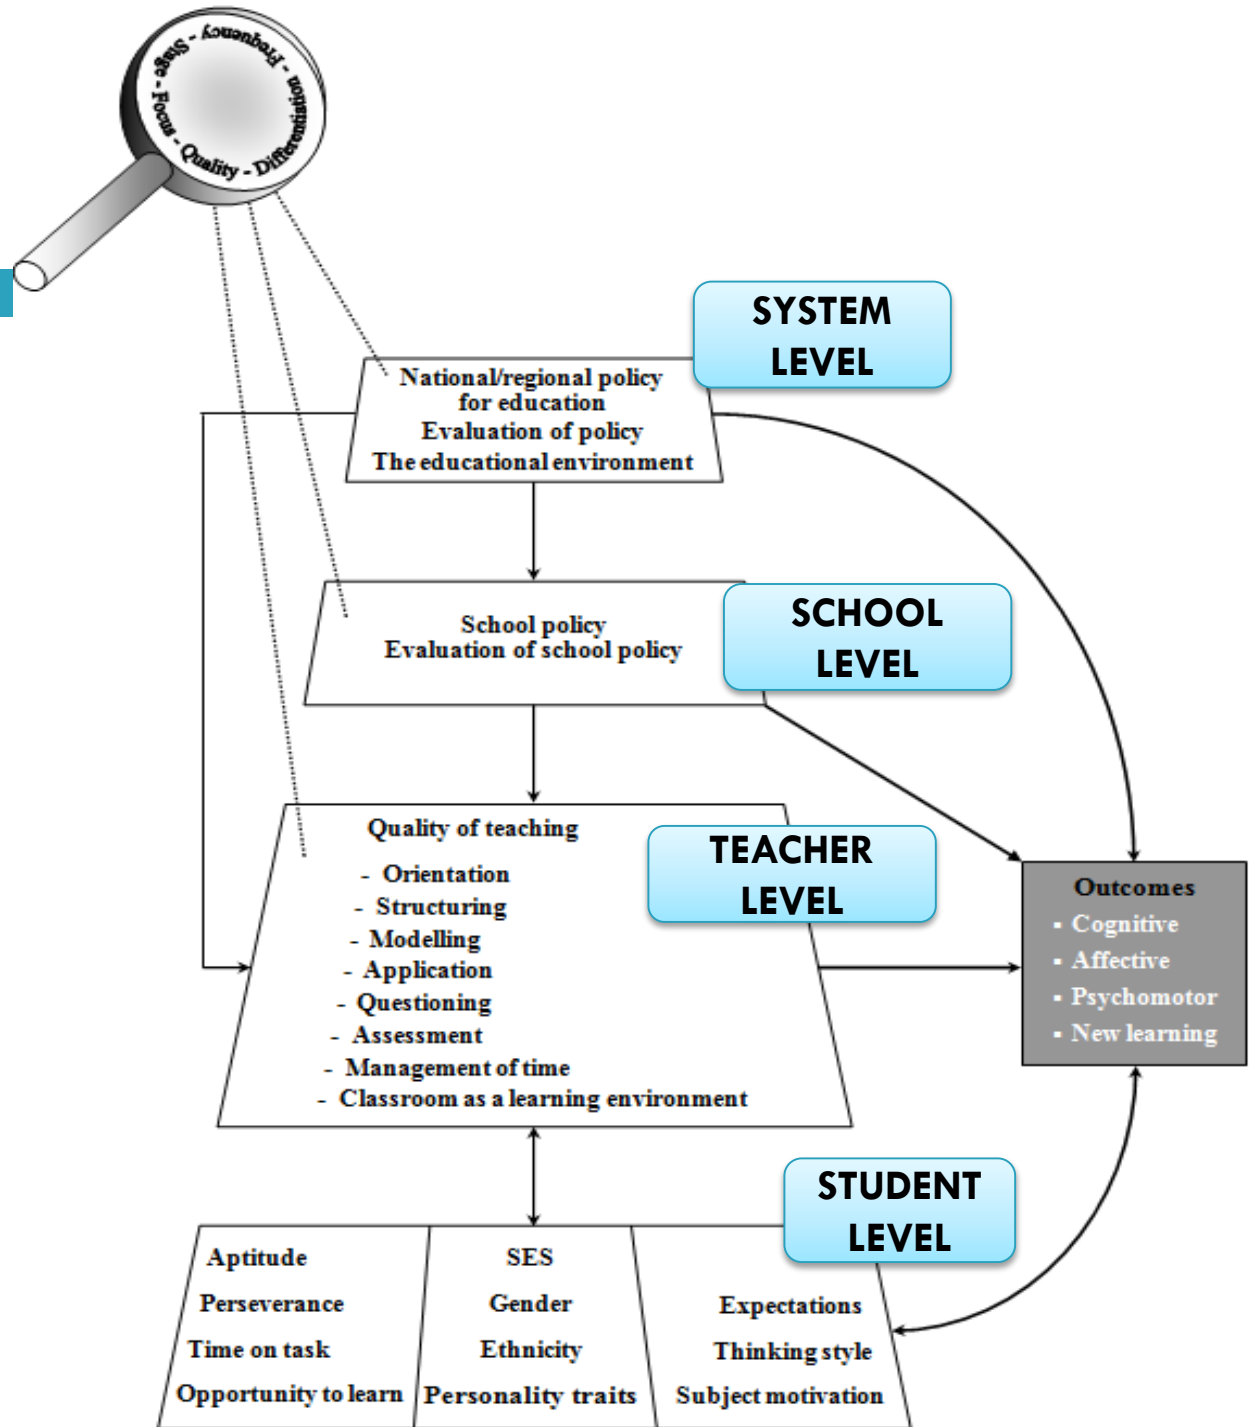 Stage - Frequency - Differentiation - Quality - Focus -
SYSTEM
LEVEL
National/regional policy
for education
Evaluation of policy
The educational environment
SCHOOL
LEVEL
School policy
Evaluation of school policy
TEACHER
LEVEL
Quality of teaching
- Orientation
- Structuring
- Modelling
- Application
- Questioning
- Assessment
- Management of time
- Classroom as a learning environment
Outcomes
▪ Cognitive
▪ Affective
▪ Psychomotor
▪ New learning
STUDENT
LEVEL
Aptitude
Perseverance
Time on task
Opportunity to learn
SES
Gender
Ethnicity
Personality traits
Expectations
Thinking style
Subject motivation